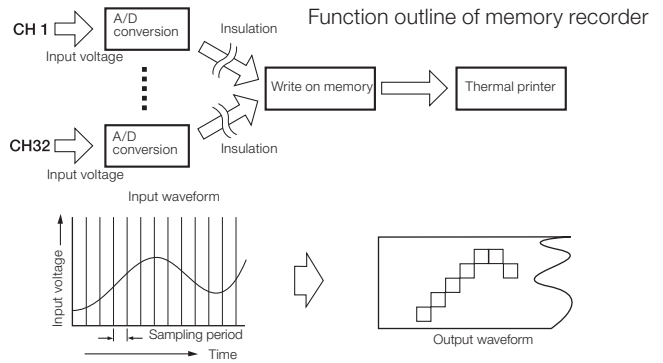 Function outline of memory recorder
CH 1
Input voltage
A/D
conversion
Insulation
Write on memory
Thermal printer
CH32
Input voltage
A/D
conversion
Insulation
Input waveform
Input voltage
Sampling period
Time
Output waveform